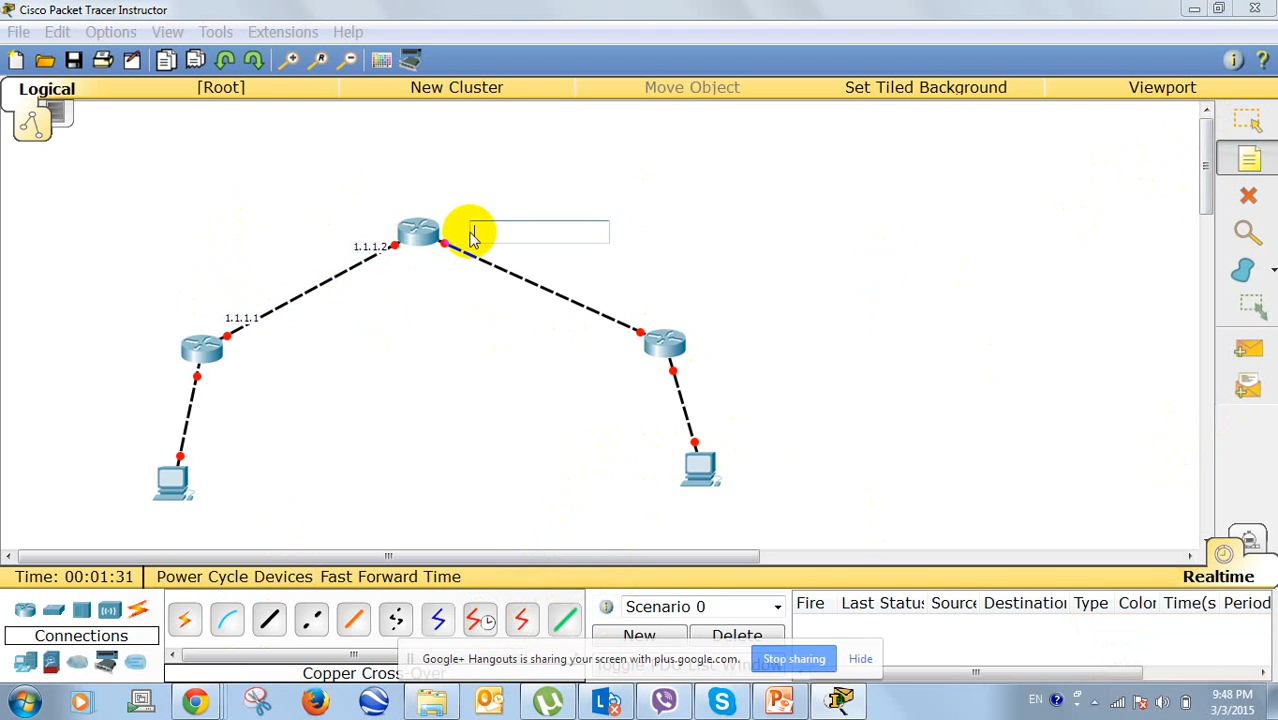 Cisco Packet Tracer Instructor
File Edit Options View Tools Extensions Help
Logical [Root] New Cluster Move Object Set Tiled Background Viewport
1.1.1.2
1.1.1.1
Time: 00:01:31 Power Cycle Devices Fast Forward Time Realtime
Connections
Scenario 0
Fire Last Status Source Destination Type Color Time(s Period
New Delete
Google+ Hangouts is sharing your screen with plus.google.com. Stop sharing Hide
Copper Cross-Over
EN
9:48 PM
3/3/2015